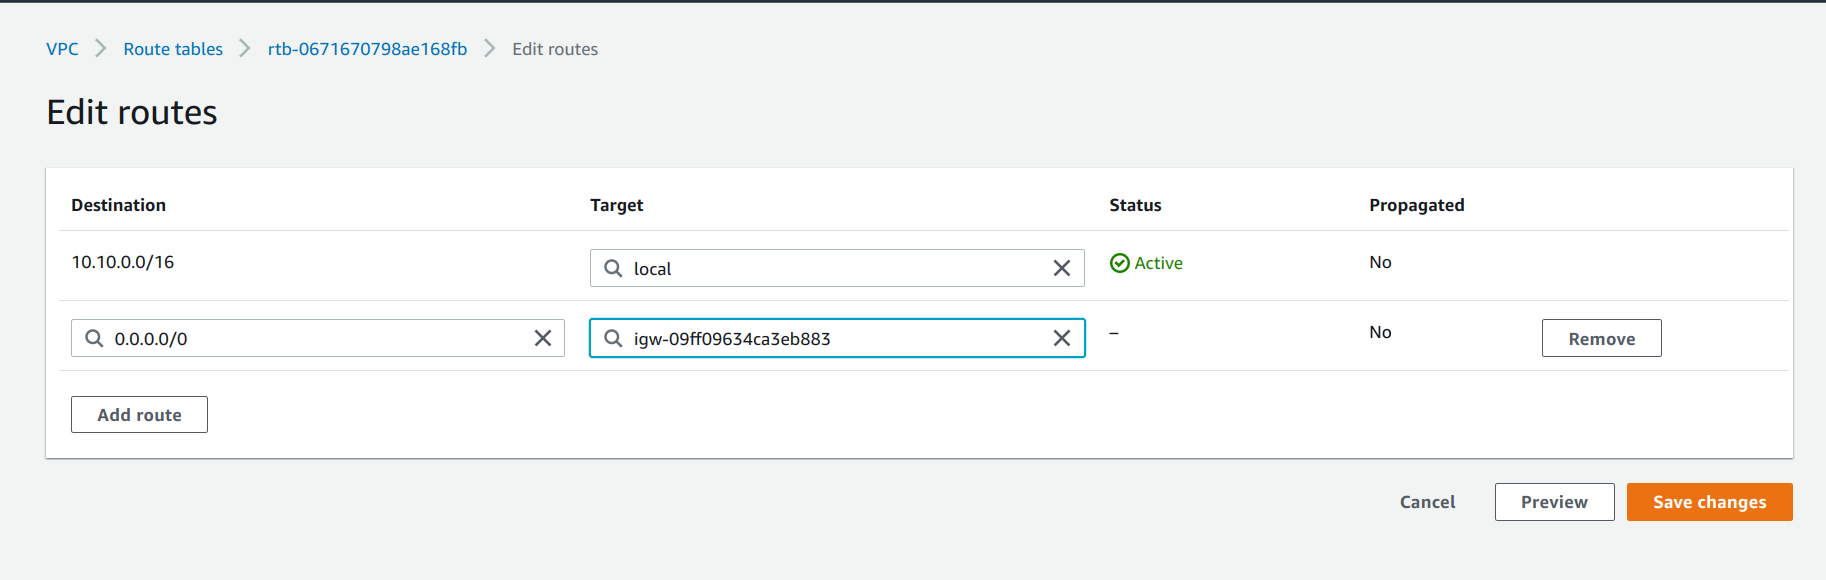 VPC > Route tables > rtb-0671670798ae168fb > Edit routes
Edit routes
Destination Target Status Propagated
10.10.0.0/16 local Active No
0.0.0.0/0 igw-09ff09634ca3eb883 – No Remove
Add route
Cancel Preview Save changes